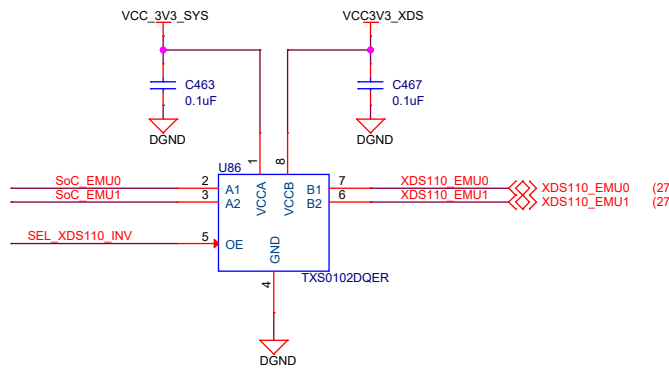 VCC_3V3_SYS VCC3V3_XDS
C463 C467
0.1uF 0.1uF
DGND DGND
U86
1 8
VCCA VCCB
SoC_EMU0 2 A1 B1 7 XDS110_EMU0 XDS110_EMU0 (27
SoC_EMU1 3 A2 B2 6 XDS110_EMU1 XDS110_EMU1 (27
SEL_XDS110_INV 5 OE
GND
TXS0102DQER
4
DGND